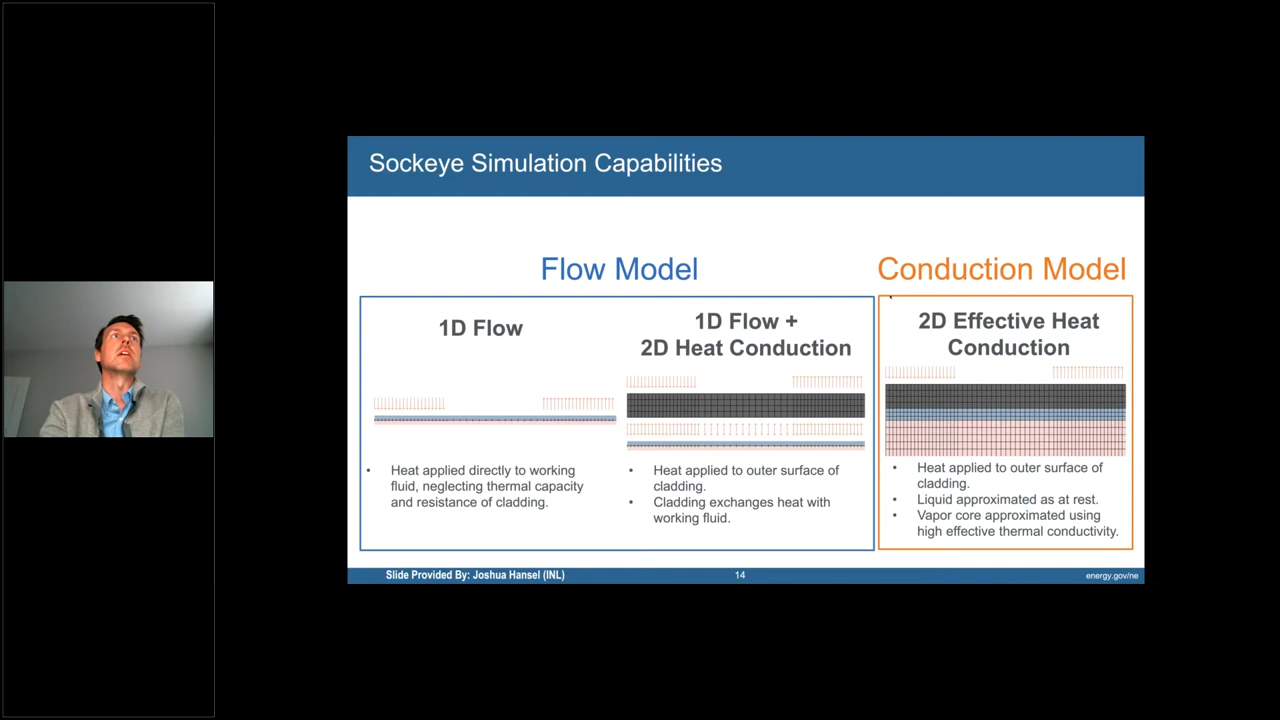 Sockeye Simulation Capabilities
Flow Model
Conduction Model
1D Flow
• Heat applied directly to working
fluid, neglecting thermal capacity
and resistance of cladding.
1D Flow +
2D Heat Conduction
• Heat applied to outer surface of
cladding.
• Cladding exchanges heat with
working fluid.
2D Effective Heat
Conduction
• Heat applied to outer surface of
cladding.
• Liquid approximated as at rest.
• Vapor core approximated using
high effective thermal conductivity.
Slide Provided By: Joshua Hansel (INL)
14
energy.gov/ne